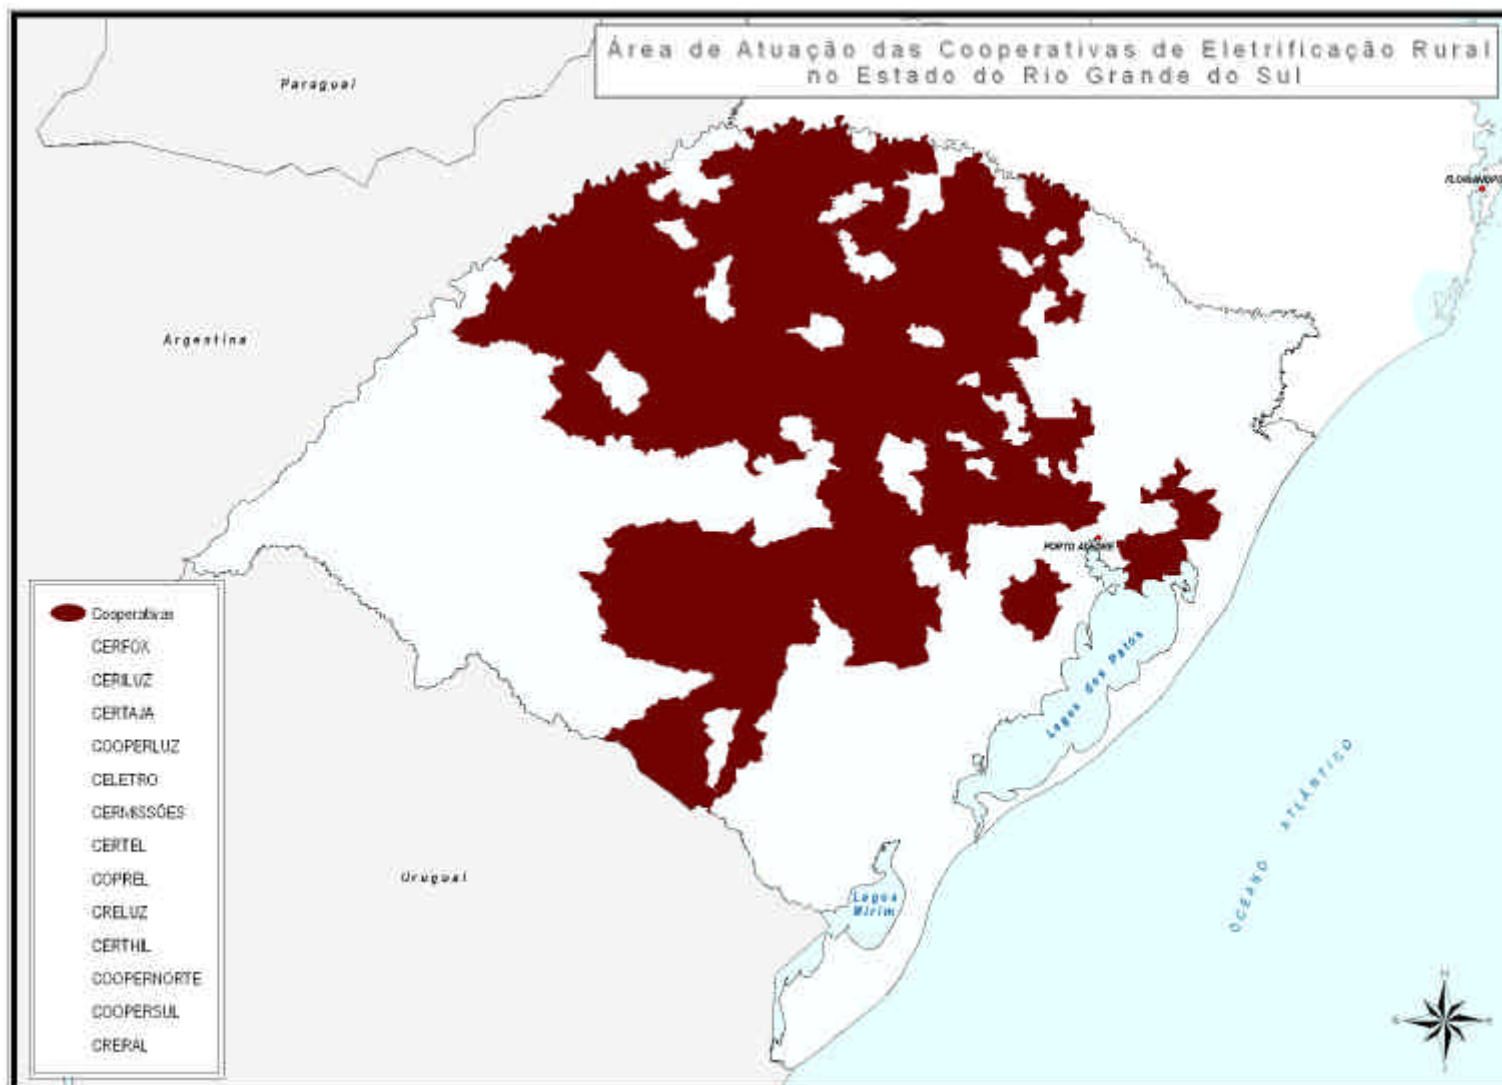 Área de Atuação das Cooperativas de Eletrificação Rural
no Estado do Rio Grande do Sul
Paraguai
Argentina
PORTO ALEGRE
Lagoa dos Patos
OCEANO ATLÂNTICO
Uruguai
Lagoa
Mirim
N
Cooperativas
CERFOX
CERILUZ
CERTAJA
COOPERLUZ
CELETRO
CERMISSÕES
CERTEL
COPREL
CRELUZ
CERTHIL
COOPERNORTE
COOPERSUL
CRERAL